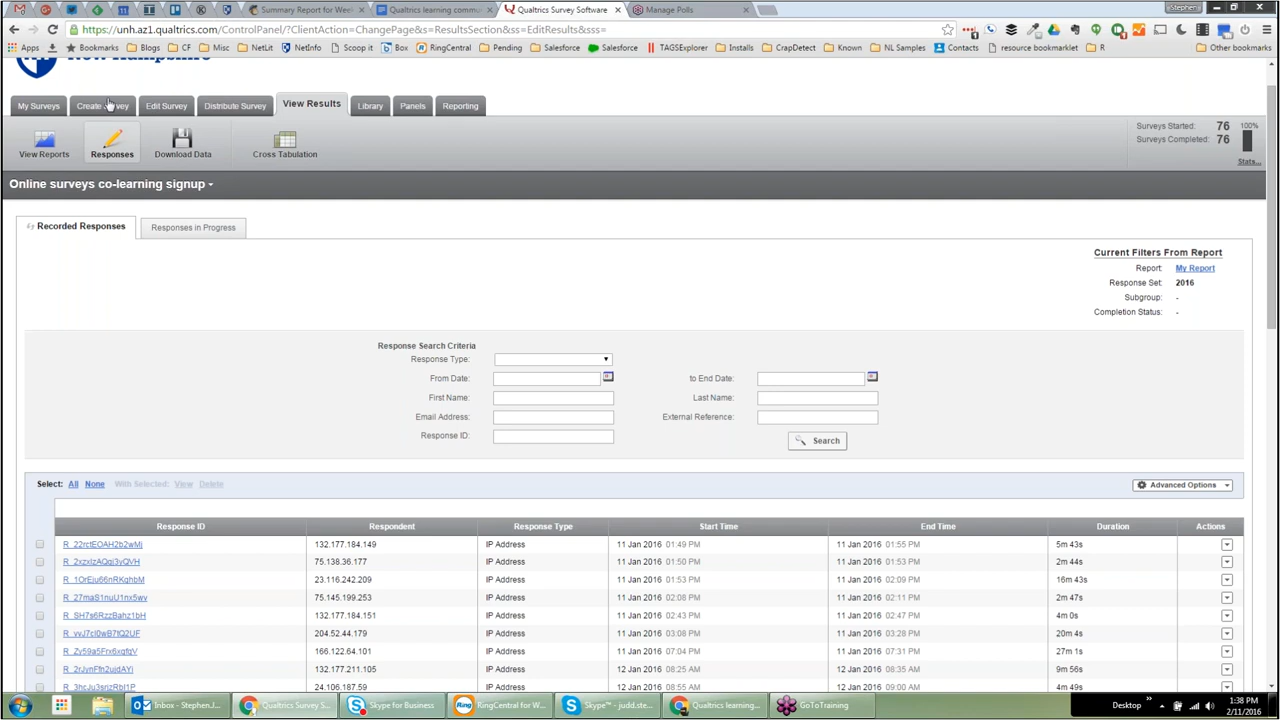 Stephen
Summary Report for Wee
Qualtrics learning commu
Qualtrics Survey Software
Manage Polls
https://unh.az1.qualtrics.com/ControlPanel/?ClientAction=ChangePage&s=ResultsSection&ss=EditResults&sss=
Apps Bookmarks Blogs CF Misc NetLit NetInfo Scoop it Box RingCentral Pending Salesforce Salesforce TAGSExplorer Installs CrapDetect Known NL Samples Contacts resource bookmarklet R Other bookmarks
New Hampshire
My Surveys Create Survey Edit Survey Distribute Survey View Results Library Panels Reporting
View Reports Responses Download Data Cross Tabulation
Surveys Started: 76 100%
Surveys Completed: 76
Stats...
Online surveys co-learning signup
Recorded Responses Responses in Progress
Current Filters From Report
Report: My Report
Response Set: 2016
Subgroup: -
Completion Status: -
Response Search Criteria
Response Type:
From Date: to End Date:
First Name: Last Name:
Email Address: External Reference:
Response ID: Search
Select: All None With Selected: View Delete Advanced Options
Response ID Respondent Response Type Start Time End Time Duration Actions
R_22rctEOAH2b2wMj 132.177.184.149 IP Address 11 Jan 2016 01:49 PM 11 Jan 2016 01:55 PM 5m 43s
75.138.36.177 IP Address 11 Jan 2016 01:50 PM 11 Jan 2016 01:53 PM 2m 44s
R_1OrEju66nRKqhbM 23.116.242.209 IP Address 11 Jan 2016 01:53 PM 11 Jan 2016 02:09 PM 16m 43s
R_27maS1nuU1nx5wv 75.145.199.253 IP Address 11 Jan 2016 02:08 PM 11 Jan 2016 02:11 PM 2m 47s
R_SH7s6RzzBahz1bH 132.177.184.151 IP Address 11 Jan 2016 02:43 PM 11 Jan 2016 02:47 PM 4m 0s
R_vvJ7cI0wB7tQ2UF 204.52.44.179 IP Address 11 Jan 2016 03:08 PM 11 Jan 2016 03:28 PM 20m 4s
166.122.64.101 IP Address 11 Jan 2016 07:04 PM 11 Jan 2016 07:31 PM 27m 1s
132.177.211.105 IP Address 12 Jan 2016 08:25 AM 12 Jan 2016 08:35 AM 9m 56s
24.106.187.59 IP Address 12 Jan 2016 08:55 AM 12 Jan 2016 09:00 AM 4m 49s
Inbox - Stephen.J... Qualtrics Survey S... Skype for Business RingCentral for W... Skype™ - judd.ste... Qualtrics learning... GoToTraining Desktop 1:38 PM
2/11/2016